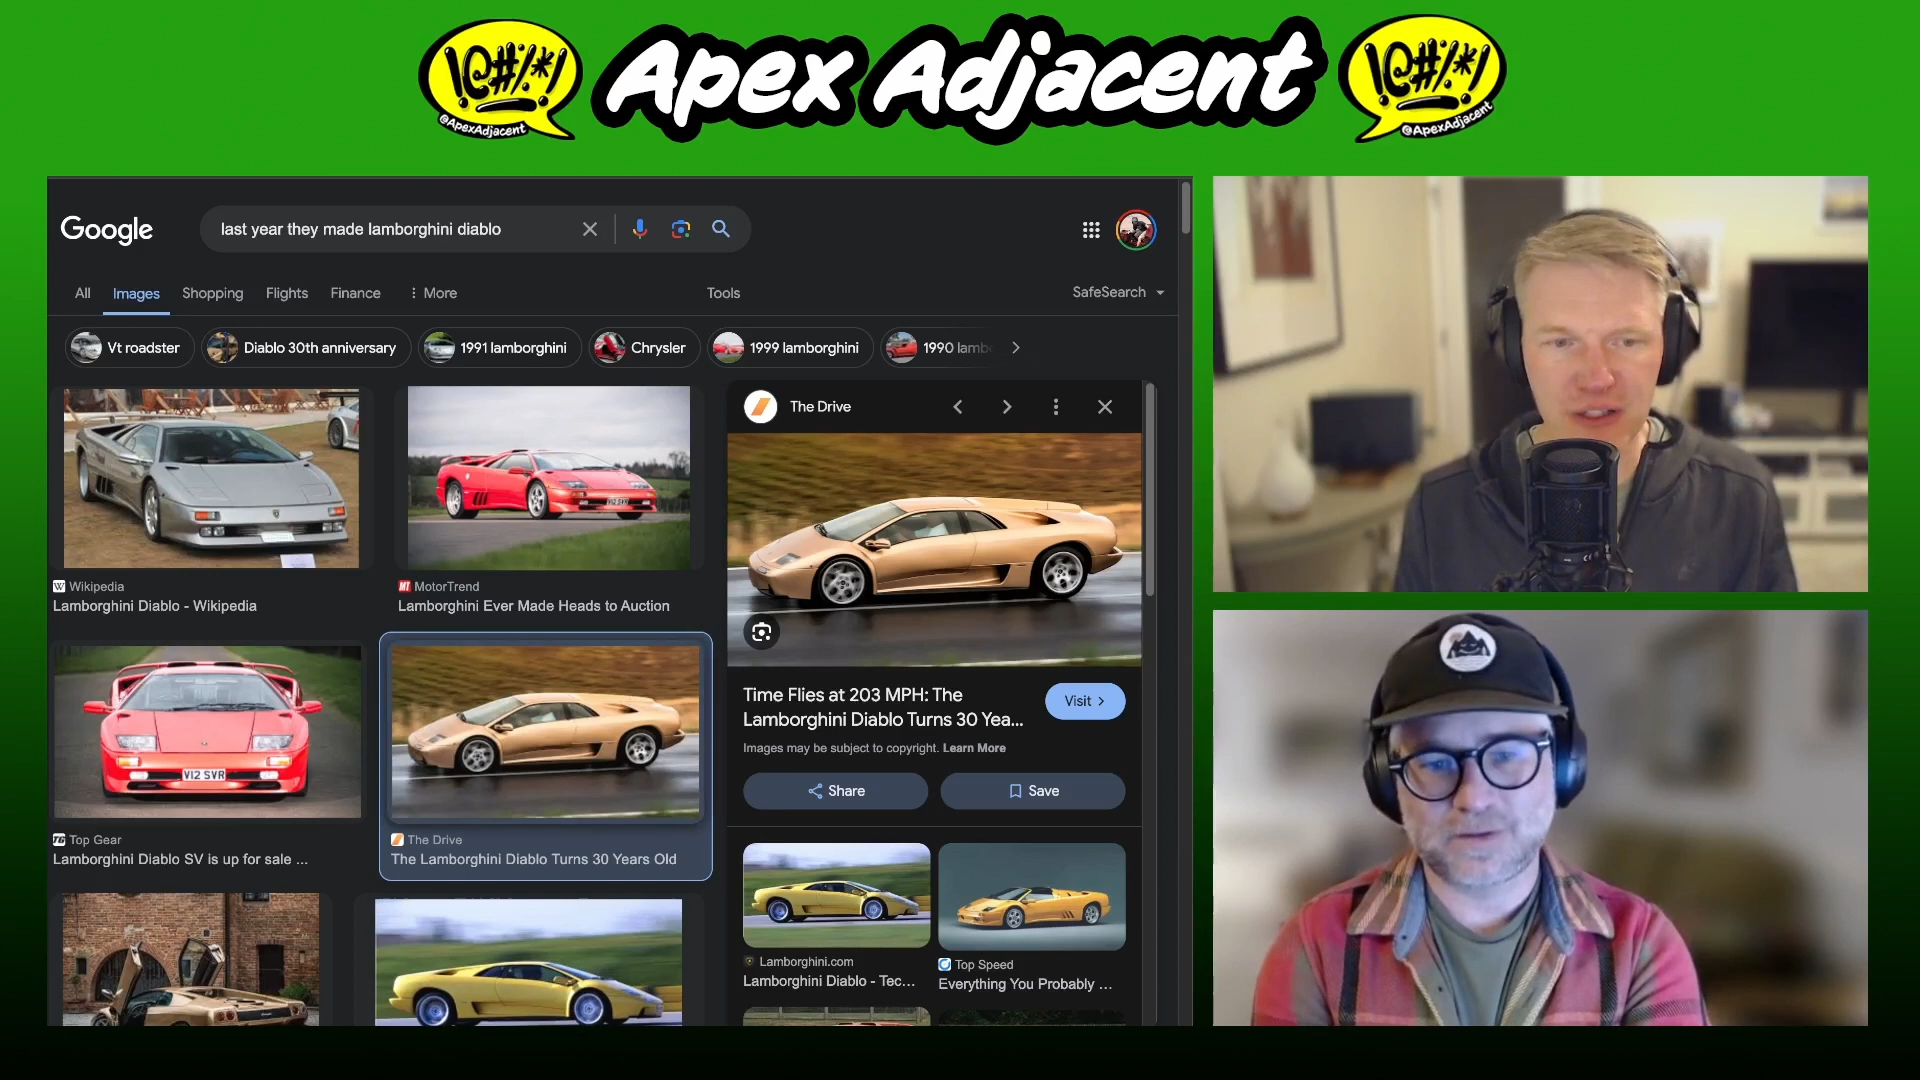 !@#/*!
@ApexAdjacent
Apex Adjacent
!@#/*!
@ApexAdjacent
Google
last year they made lamborghini diablo
All
Images
Shopping
Flights
Finance
More
Tools
SafeSearch
Vt roadster
Diablo 30th anniversary
1991 lamborghini
Chrysler
1999 lamborghini
1990 lamb
Wikipedia
Lamborghini Diablo - Wikipedia
MotorTrend
Lamborghini Ever Made Heads to Auction
V12 SVR
Top Gear
Lamborghini Diablo SV is up for sale ...
The Drive
The Lamborghini Diablo Turns 30 Years Old
The Drive
Time Flies at 203 MPH: The
Lamborghini Diablo Turns 30 Yea...
Visit
Images may be subject to copyright. Learn More
Share
Save
Lamborghini.com
Lamborghini Diablo - Tec...
Top Speed
Everything You Probably ...